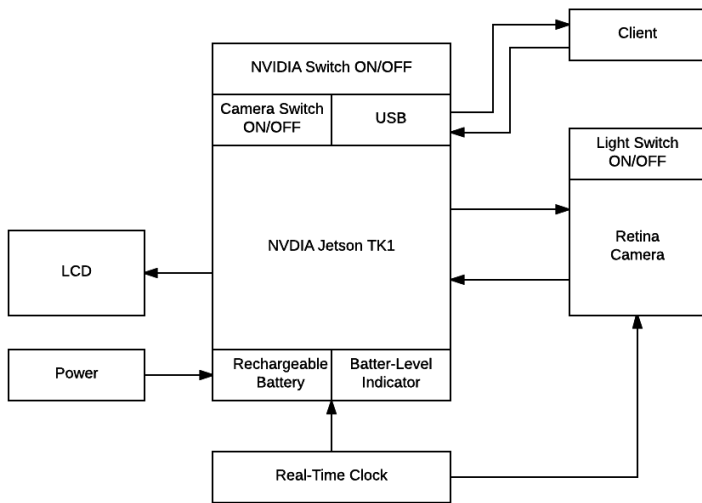 Client
NVIDIA Switch ON/OFF
Camera Switch
ON/OFF
USB
Light Switch
ON/OFF
NVDIA Jetson TK1
Retina
Camera
LCD
Power
Rechargeable
Battery
Batter-Level
Indicator
Real-Time Clock